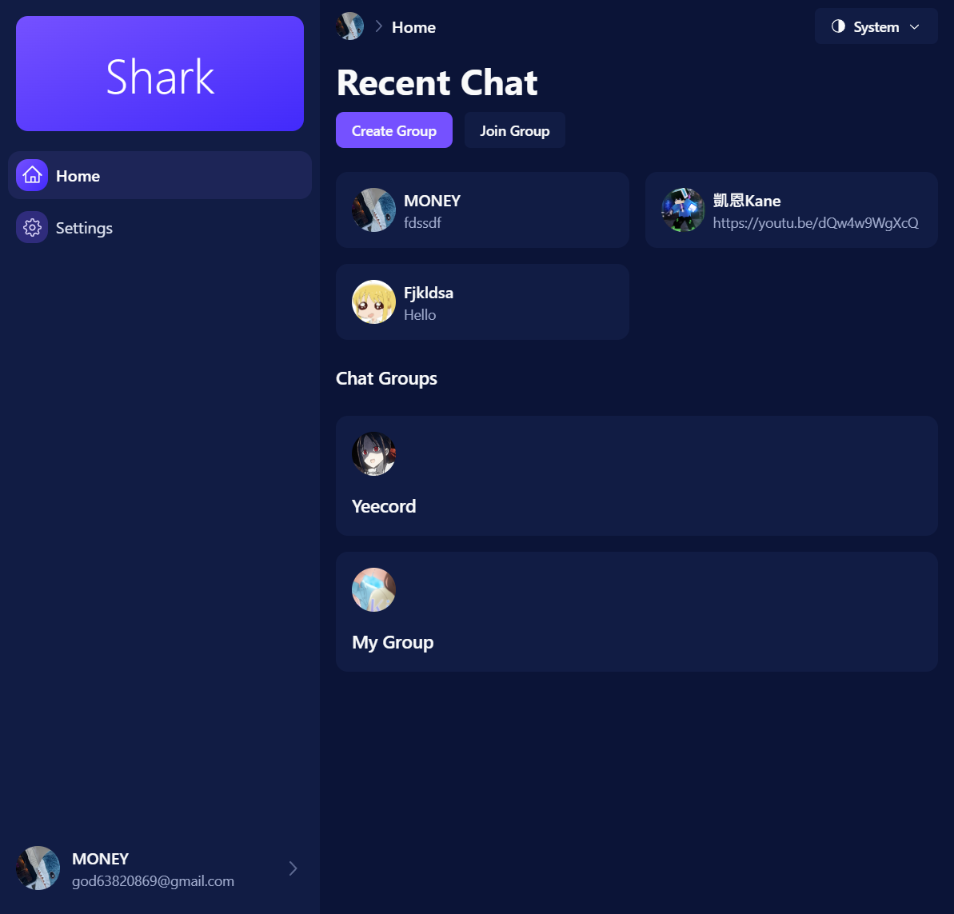 Shark
Home
Settings
MONEY
god63820869@gmail.com
Home
System
Recent Chat
Create Group
Join Group
MONEY
fdssdf
凱恩Kane
https://youtu.be/dQw4w9WgXcQ
Fjkldsa
Hello
Chat Groups
Yeecord
My Group